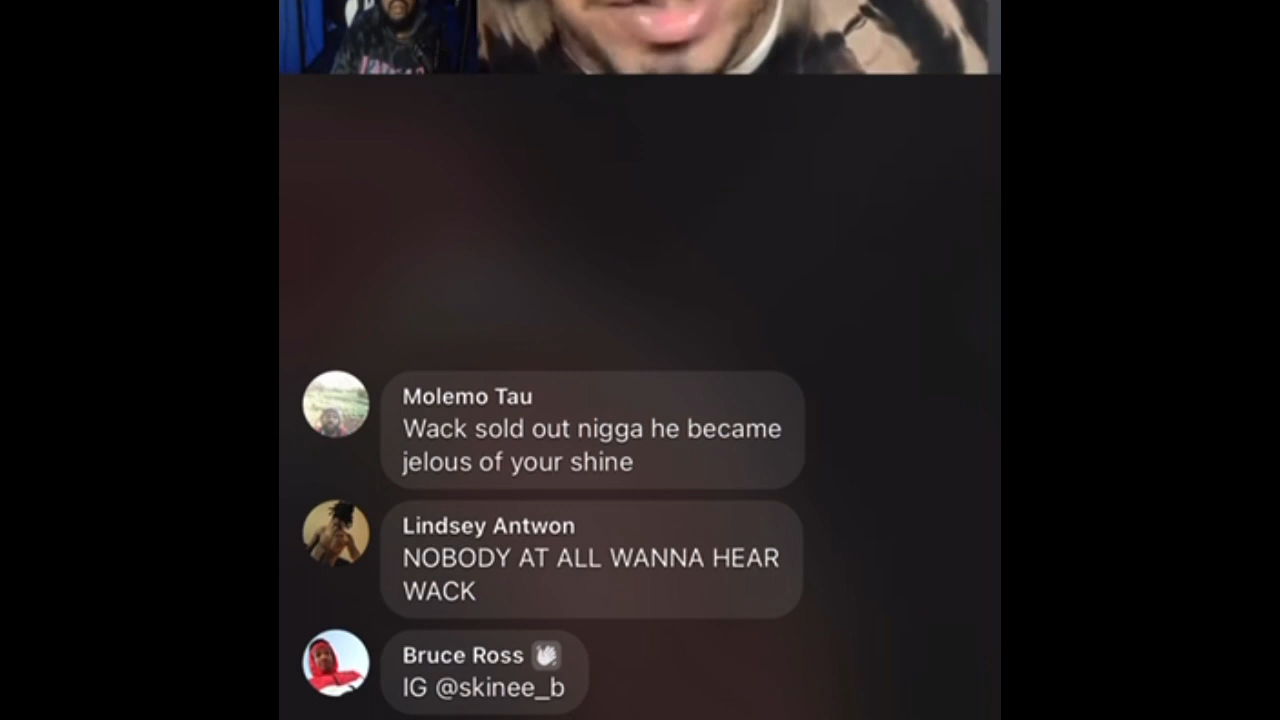 Molemo Tau
Wack sold out nigga he became
jelous of your shine
Lindsey Antwon
NOBODY AT ALL WANNA HEAR
WACK
Bruce Ross
IG @skinee_b